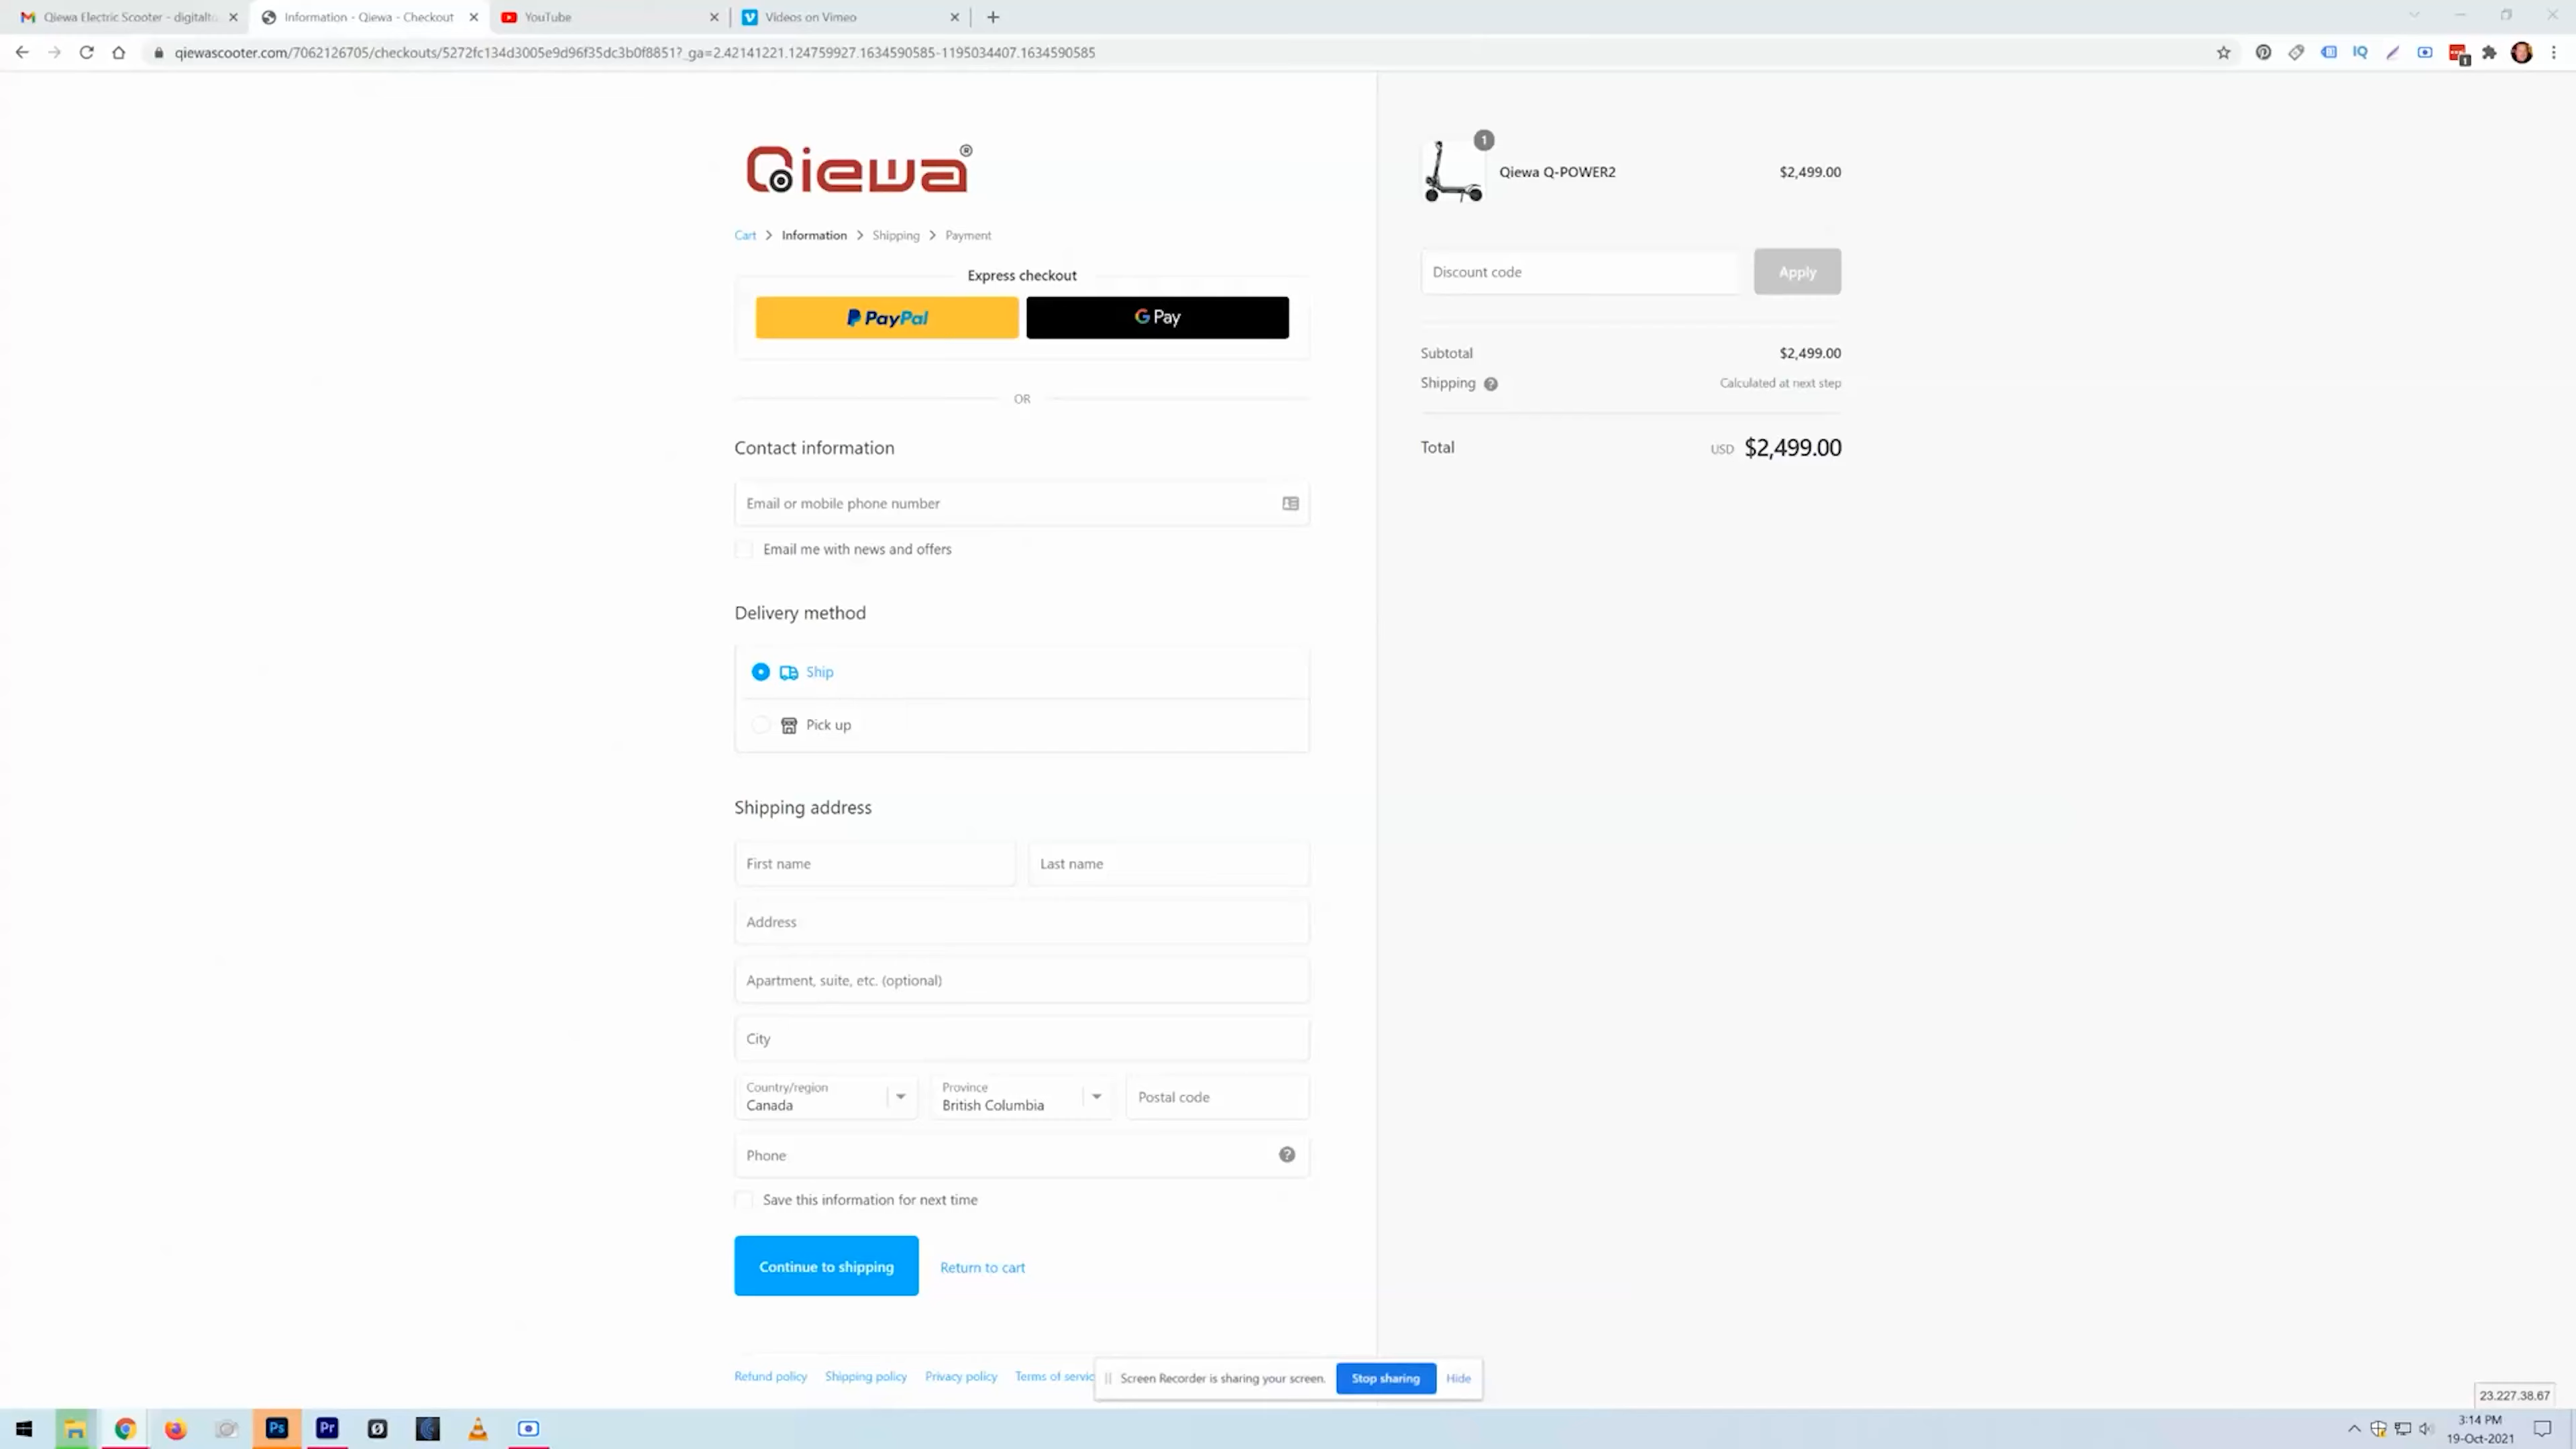 Qiewa Electric Scooter - digitaltr
Information - Qiewa - Checkout
YouTube
Videos on Vimeo
qiewascooter.com/7062126705/checkouts/5272fc134d3005e9d96f35dc3b0f8851?_ga=2.42141221.124759927.1634590585-1195034407.1634590585
IQ
1
Qiewa®
1
Qiewa Q-POWER2
$2,499.00
Cart > Information > Shipping > Payment
Express checkout
PayPal
G Pay
Discount code
Apply
Subtotal
$2,499.00
Shipping ?
Calculated at next step
OR
Total
USD $2,499.00
Contact information
Email or mobile phone number
Email me with news and offers
Delivery method
Ship
Pick up
Shipping address
First name
Last name
Address
Apartment, suite, etc. (optional)
City
Country/region
Canada
Province
British Columbia
Postal code
Phone
?
Save this information for next time
Continue to shipping
Return to cart
Refund policy
Shipping policy
Privacy policy
Terms of servic
Screen Recorder is sharing your screen.
Stop sharing
Hide
23.227.38.67
Ps
Pr
3:14 PM
19-Oct-2021